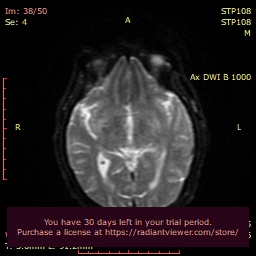 Im: 38/50
Se: 4
A
STP108
STP108
M
Ax DWI B 1000
R
L
You have 30 days left in your trial period.
Purchase a license at https://radiantviewer.com/store/